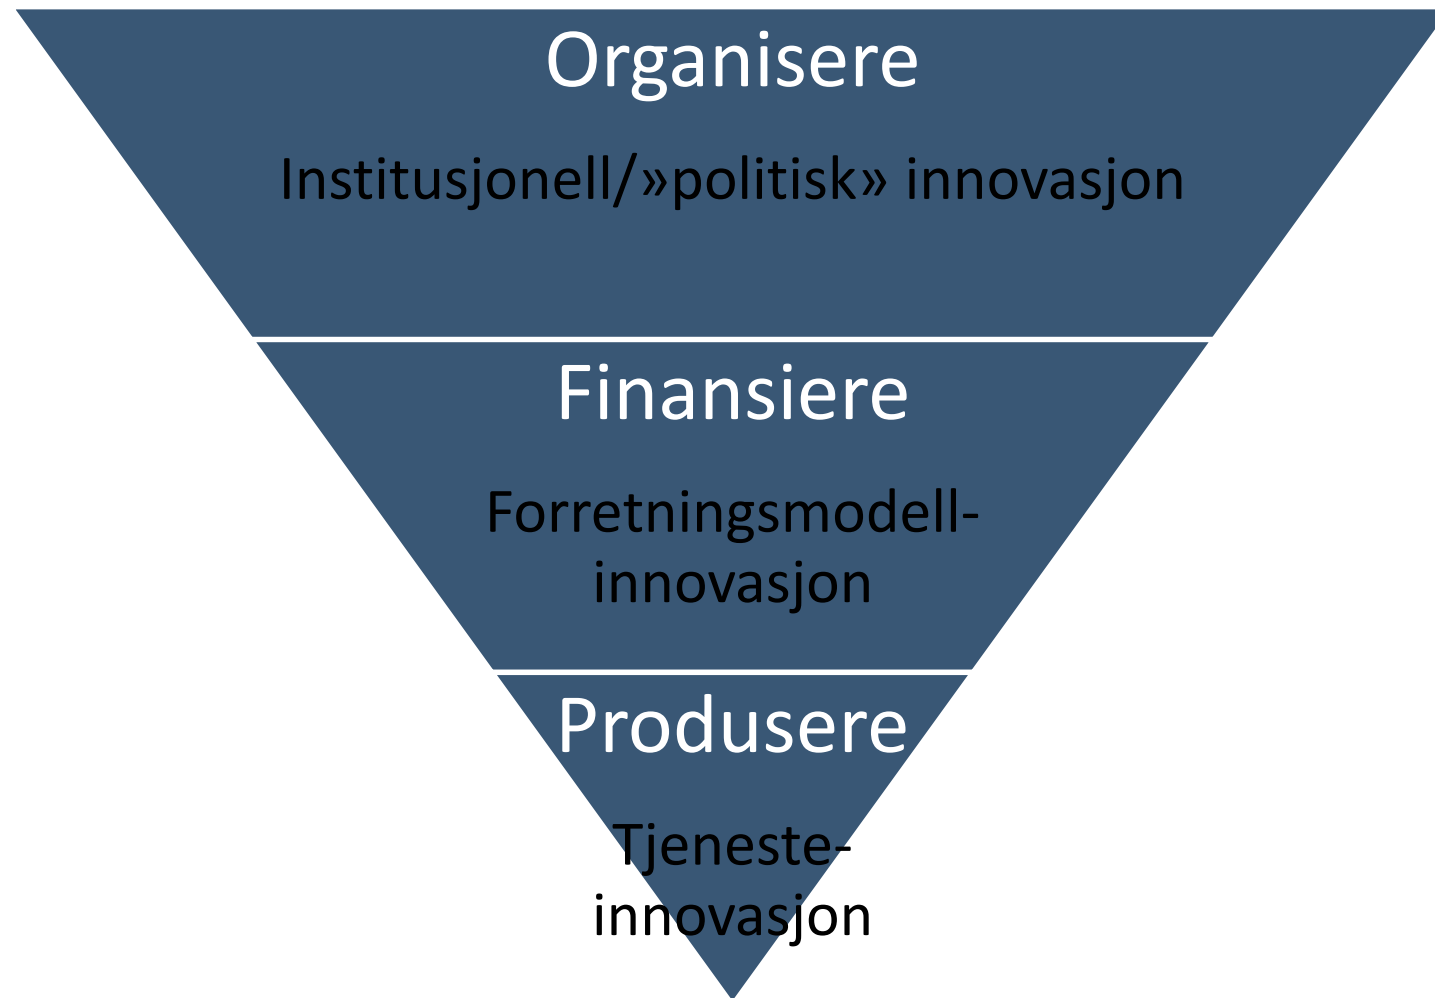 Organisere
Institusjonell/»politisk» innovasjon
Finansiere
Forretningsmodell-
innovasjon
Produsere
Tjeneste-
innovasjon